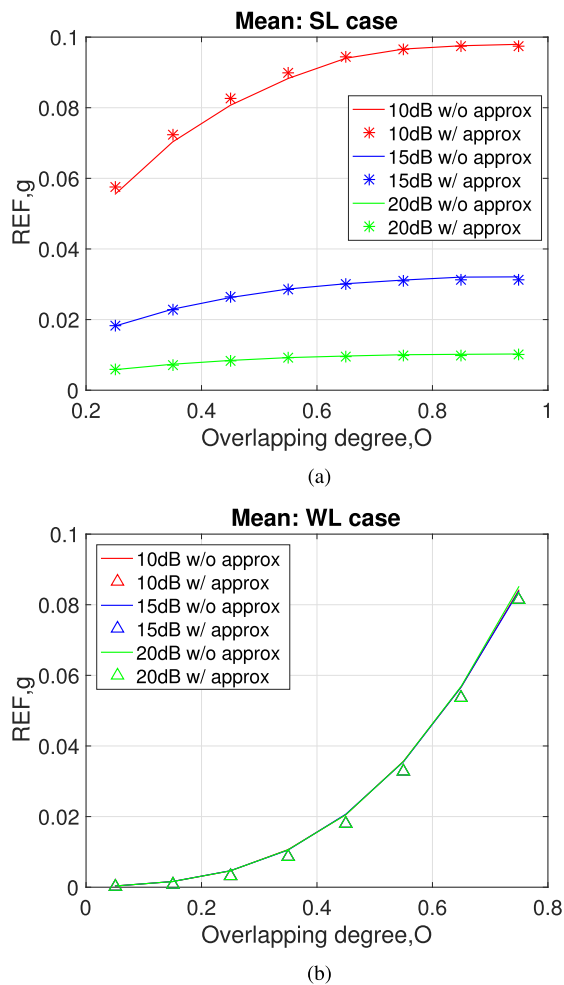 Mean: SL case
0.1
0.08
0.06
0.04
0.02
0
REF,g
10dB w/o approx
10dB w/ approx
15dB w/o approx
15dB w/ approx
20dB w/o approx
20dB w/ approx
0.2 0.4 0.6 0.8 1
Overlapping degree,O
(a)
Mean: WL case
0.1
0.08
0.06
0.04
0.02
0
REF,g
10dB w/o approx
10dB w/ approx
15dB w/o approx
15dB w/ approx
20dB w/o approx
20dB w/ approx
0 0.2 0.4 0.6 0.8
Overlapping degree,O
(b)